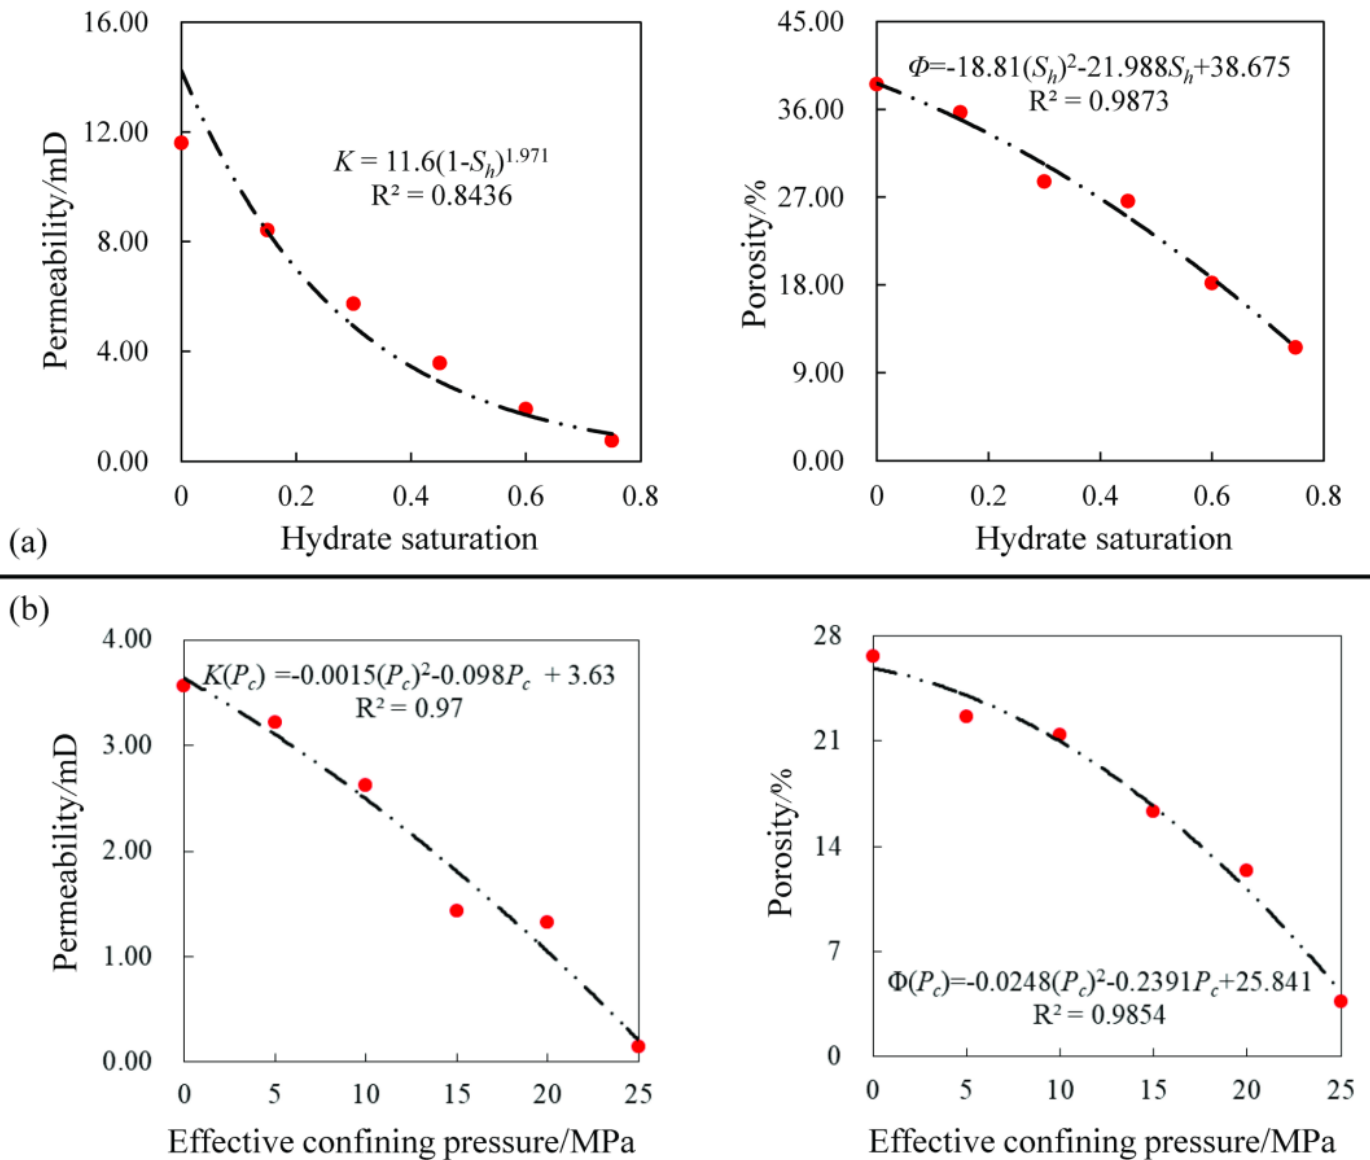 16.00
12.00
8.00
4.00
0.00
Permeability/mD
K = 11.6(1-Sₕ)¹·⁹⁷¹
R² = 0.8436
0 0.2 0.4 0.6 0.8
Hydrate saturation
45.00
36.00
27.00
18.00
9.00
0.00
Porosity/%
Φ=-18.81(Sₕ)²-21.988Sₕ+38.675
R² = 0.9873
0 0.2 0.4 0.6 0.8
Hydrate saturation
(a)
(b)
4.00
3.00
2.00
1.00
0.00
Permeability/mD
K(P_c) =-0.0015(P_c)²-0.098P_c + 3.63
R² = 0.97
0 5 10 15 20 25
Effective confining pressure/MPa
28
21
14
7
0
Porosity/%
Φ(P_c)=-0.0248(P_c)²-0.2391P_c+25.841
R² = 0.9854
0 5 10 15 20 25
Effective confining pressure/MPa